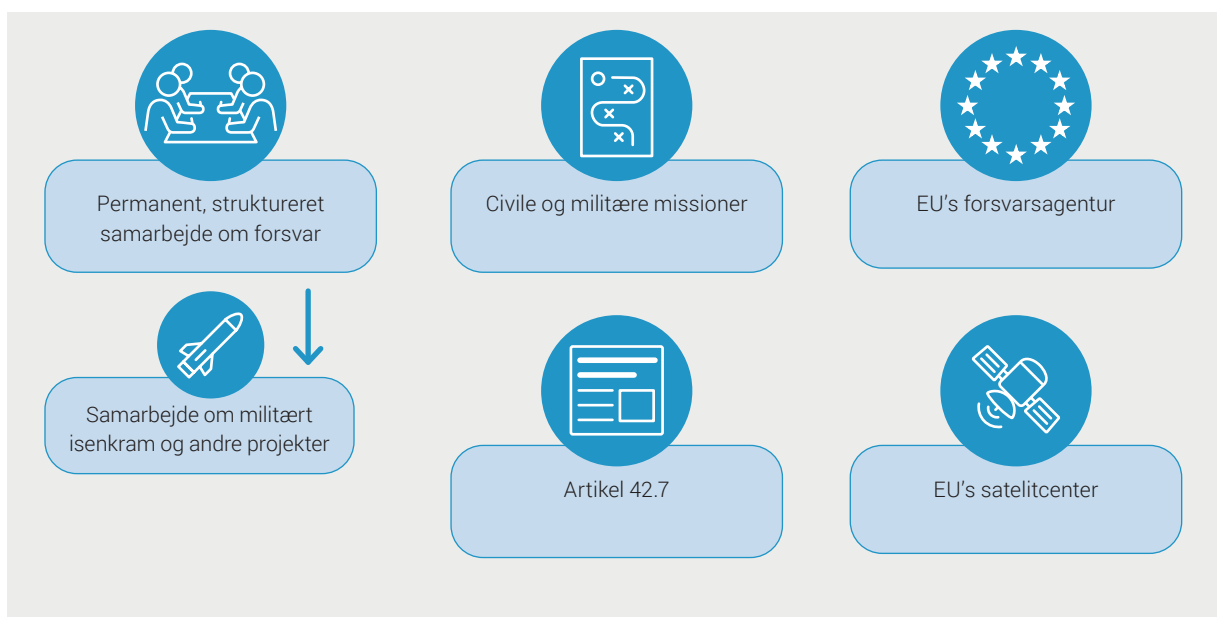 Permanent, struktureret
samarbejde om forsvar
Civile og militære missioner
EU's forsvarsagentur
Samarbejde om militært
isenkram og andre projekter
Artikel 42.7
EU's satelitcenter